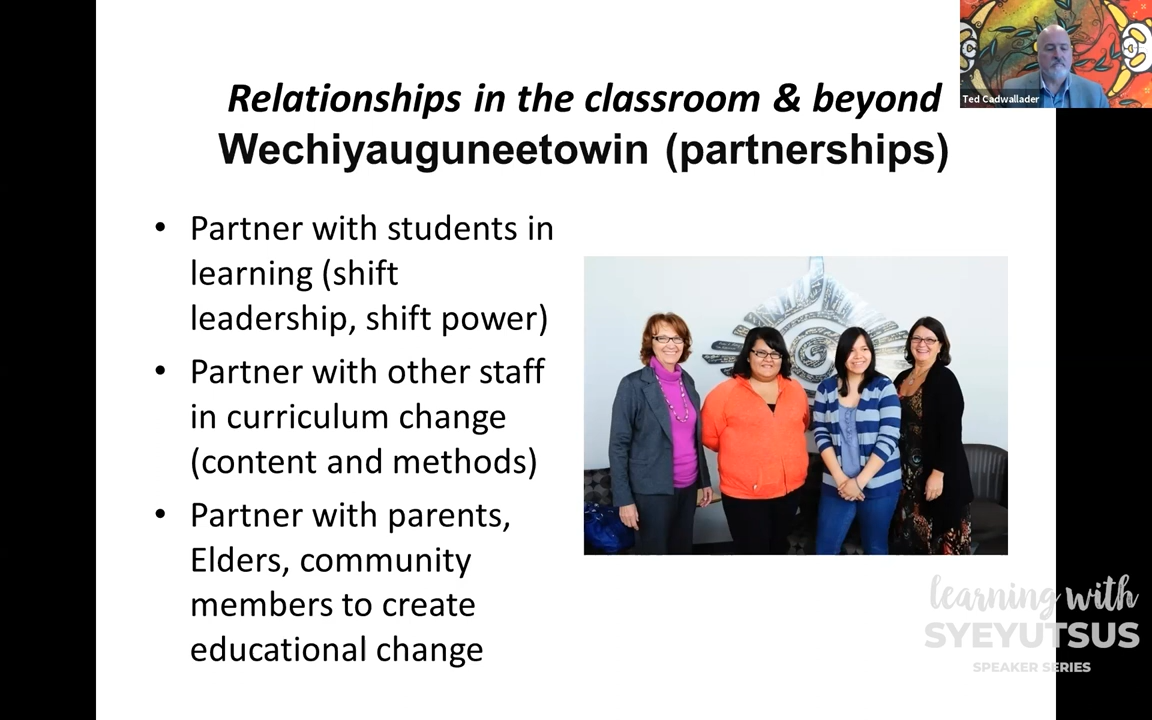 Relationships in the classroom & beyond
Wechiyauguneetowin (partnerships)
Ted Cadwallader
• Partner with students in
learning (shift
leadership, shift power)
• Partner with other staff
in curriculum change
(content and methods)
• Partner with parents,
Elders, community
members to create
educational change
learning with
SYEYUTSUS
SPEAKER SERIES